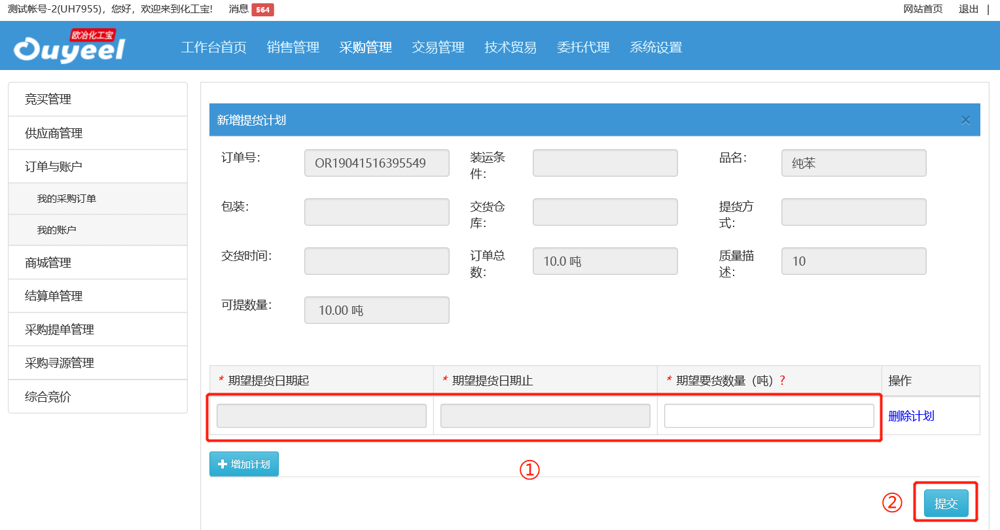 测试帐号-2(UH7955)，您好，欢迎来到化工宝! 消息 564 网站首页 退出 |
欧冶化工宝
Ouyeel
工作台首页 销售管理 采购管理 交易管理 技术贸易 委托代理 系统设置
竞买管理
供应商管理
订单与账户
我的采购订单
我的账户
商城管理
结算单管理
采购提单管理
采购寻源管理
综合竞价
新增提货计划 ×
订单号: OR19041516395549 装运条件: 品名: 纯苯
包装: 交货仓库: 提货方式:
交货时间: 订单总数: 10.0 吨 质量描述: 10
可提数量: 10.00 吨
* 期望提货日期起 * 期望提货日期止 * 期望要货数量（吨）? 操作
删除计划
+ 增加计划
①
② 提交